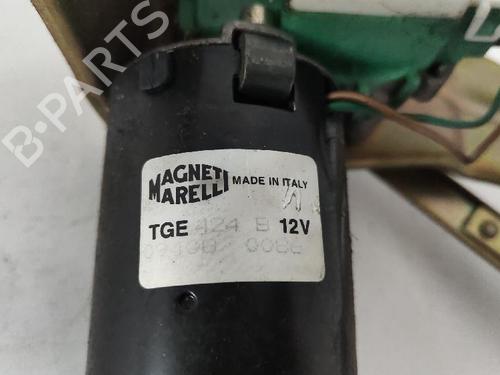 B-PARTS
MAGNETI MADE IN ITALY
MARELLI
TGE 424 B 12V